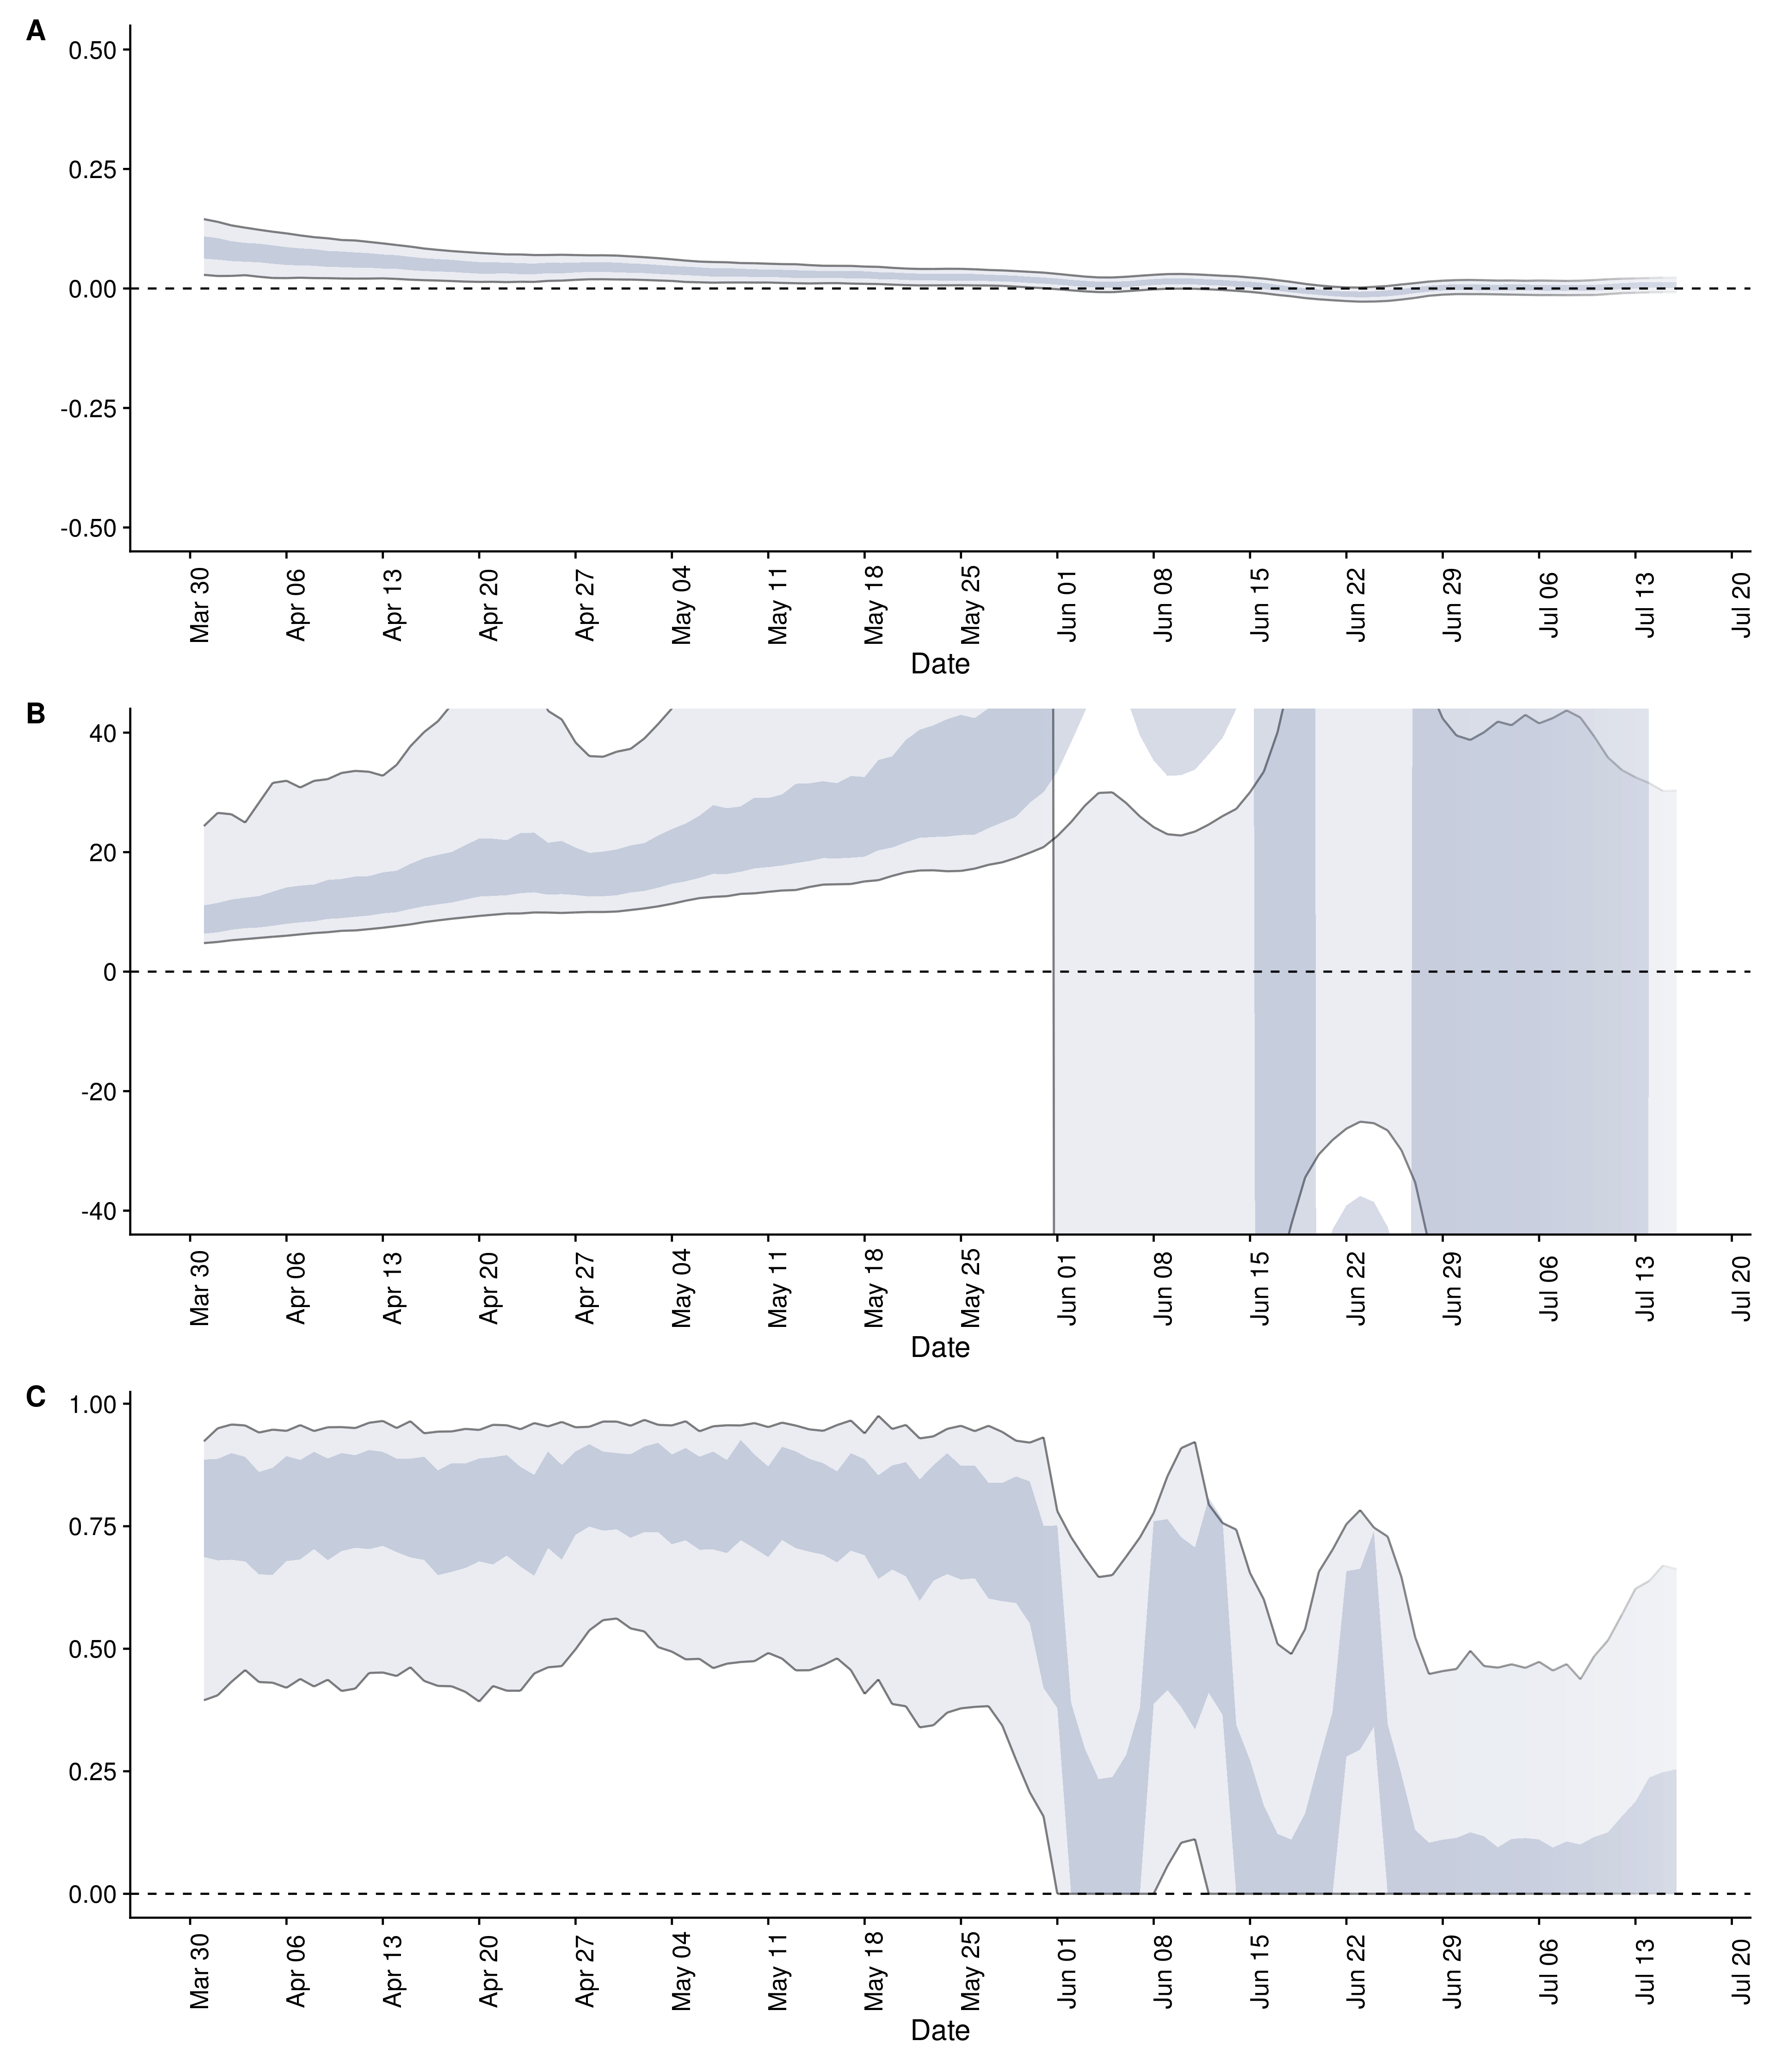 A
0.50
0.25
0.00
-0.25
-0.50
Mar 30
Apr 06
Apr 13
Apr 20
Apr 27
May 04
May 11
May 18
May 25
Jun 01
Jun 08
Jun 15
Jun 22
Jun 29
Jul 06
Jul 13
Jul 20
Date
B
40
20
0
-20
-40
Mar 30
Apr 06
Apr 13
Apr 20
Apr 27
May 04
May 11
May 18
May 25
Jun 01
Jun 08
Jun 15
Jun 22
Jun 29
Jul 06
Jul 13
Jul 20
Date
C
1.00
0.75
0.50
0.25
0.00
Mar 30
Apr 06
Apr 13
Apr 20
Apr 27
May 04
May 11
May 18
May 25
Jun 01
Jun 08
Jun 15
Jun 22
Jun 29
Jul 06
Jul 13
Jul 20
Date